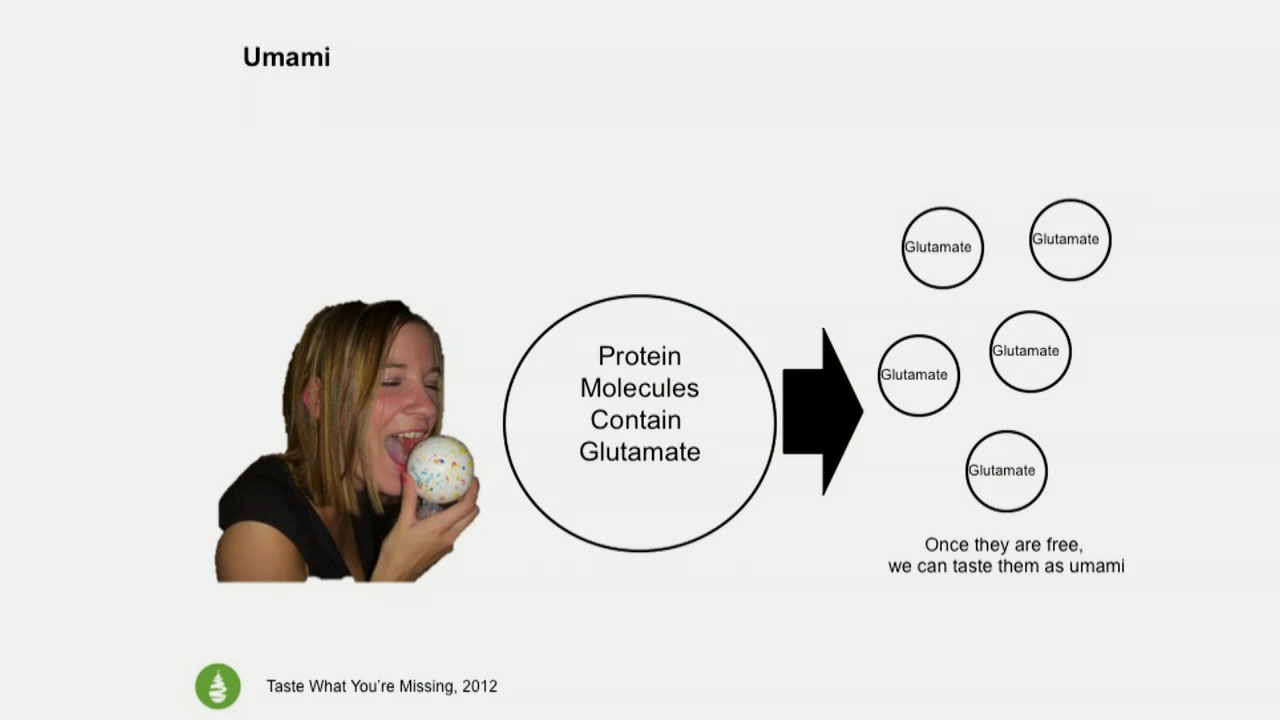 Umami
Protein
Molecules
Contain
Glutamate
Glutamate
Glutamate
Glutamate
Glutamate
Glutamate
Once they are free,
we can taste them as umami
Taste What You're Missing, 2012